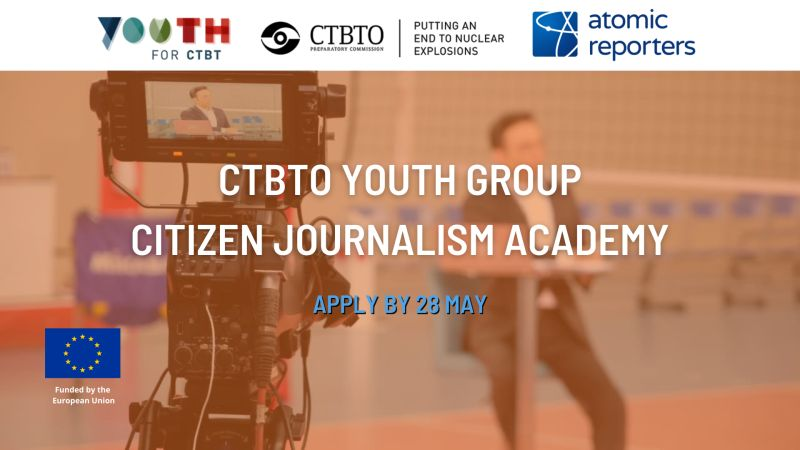 YOUTH
FOR CTBT
CTBTO
PREPARATORY COMMISSION
PUTTING AN
END TO NUCLEAR
EXPLOSIONS
atomic
reporters
CTBTO YOUTH GROUP
CITIZEN JOURNALISM ACADEMY
APPLY BY 28 MAY
Funded by the
European Union